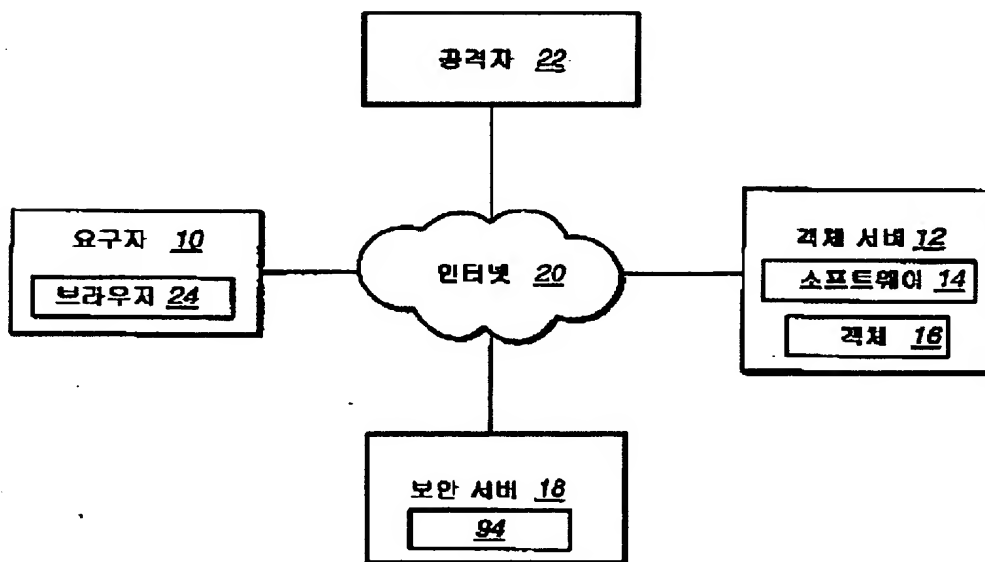 공격자 22
요구자 10
브라우저 24
인터넷 20
객체 서버 12
소프트웨어 14
객체 16
보안 서버 18
94